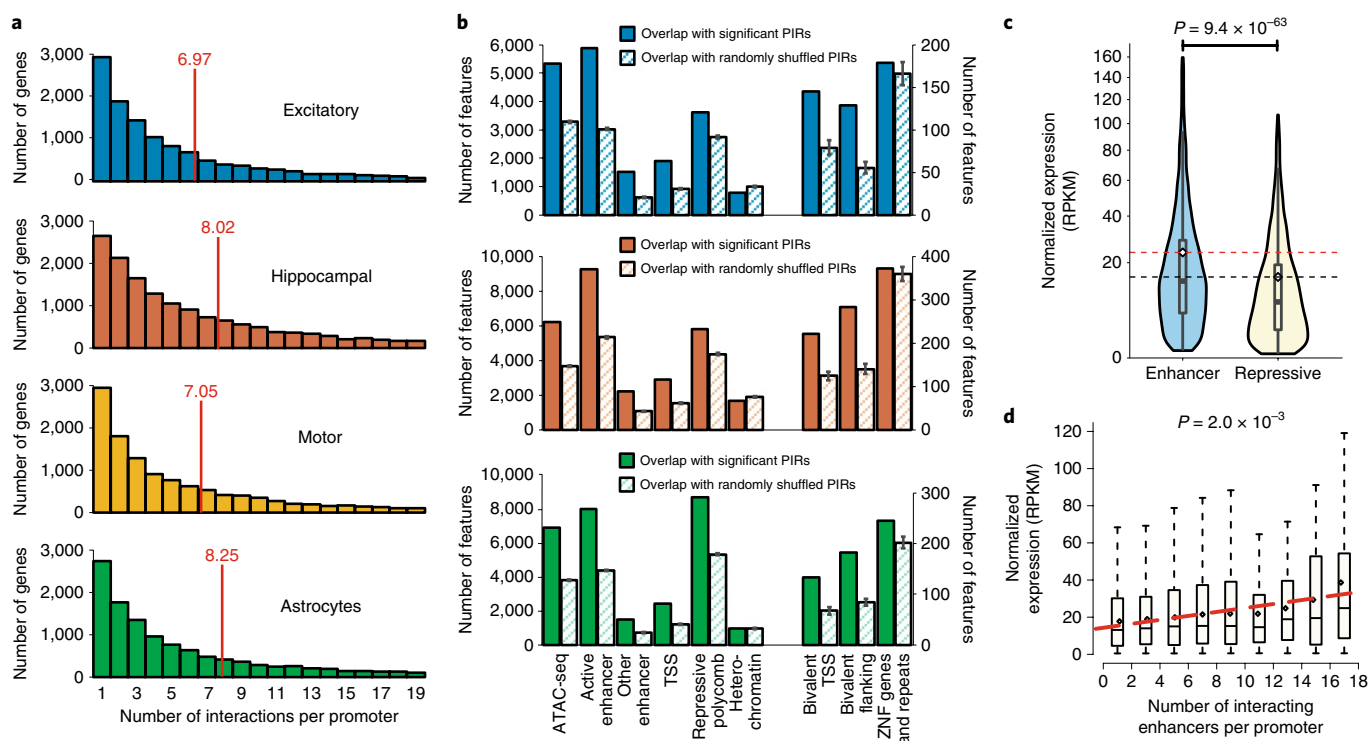 a
Number of genes
3,000
2,000
1,000
0
6.97
Excitatory
Number of genes
3,000
2,000
1,000
0
8.02
Hippocampal
Number of genes
3,000
2,000
1,000
0
7.05
Motor
Number of genes
3,000
2,000
1,000
0
8.25
Astrocytes
1 3 5 7 9 11 13 15 17 19
Number of interactions per promoter
b
Overlap with significant PIRs
Overlap with randomly shuffled PIRs
Number of features
6,000
5,000
4,000
3,000
2,000
1,000
0
200
150
100
50
0
Number of features
Overlap with significant PIRs
Overlap with randomly shuffled PIRs
Number of features
10,000
8,000
6,000
4,000
2,000
0
400
300
200
100
0
Number of features
Overlap with significant PIRs
Overlap with randomly shuffled PIRs
Number of features
10,000
8,000
6,000
4,000
2,000
0
300
200
100
0
Number of features
ATAC-seq
Active
enhancer
Other
enhancer
TSS
Repressive
polycomb
Hetero-
chromatin
Bivalent
TSS
Bivalent
flanking
ZNF genes
and repeats
c
P = 9.4 × 10⁻⁶³
Normalized expression
(RPKM)
160
140
120
100
80
60
40
20
0
Enhancer Repressive
d
P = 2.0 × 10⁻³
Normalized
expression (RPKM)
120
100
80
60
40
20
0
0 2 4 6 8 10 12 14 16 18
Number of interacting
enhancers per promoter